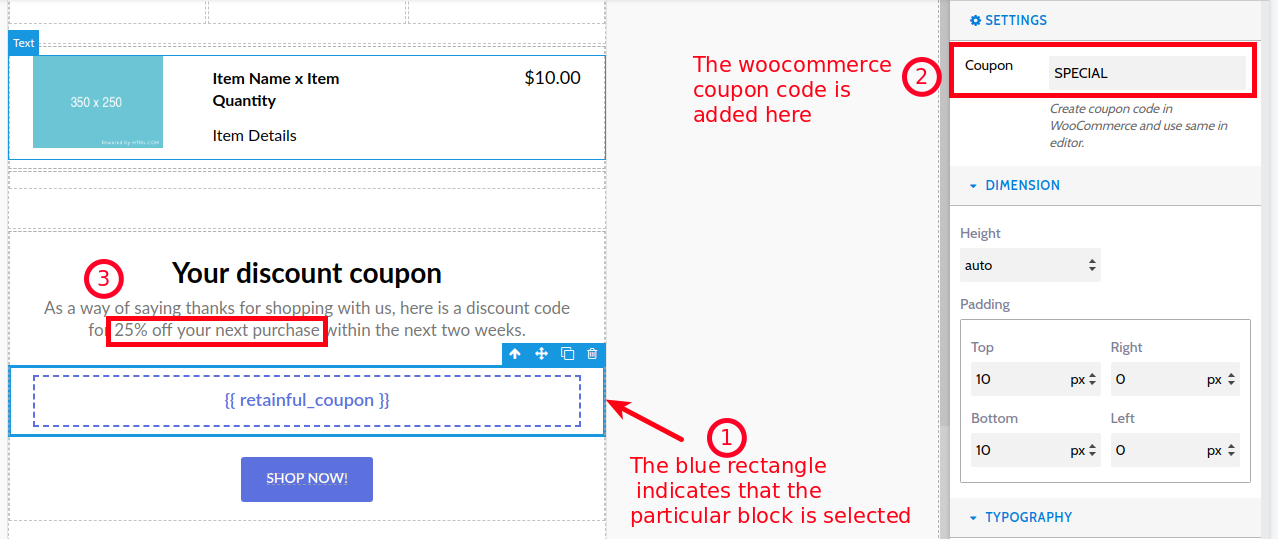 Text
350 x 250
Powered by HTML.COM
Item Name x Item
Quantity
Item Details
$10.00
The woocommerce
coupon code is
added here
2
SETTINGS
Coupon
SPECIAL
Create coupon code in
WooCommerce and use same in
editor.
DIMENSION
Height
auto
Padding
Top
Right
10 px
0 px
Bottom
Left
10 px
0 px
TYPOGRAPHY
3
Your discount coupon
As a way of saying thanks for shopping with us, here is a discount code
for 25% off your next purchase within the next two weeks.
{{ retainful_coupon }}
SHOP NOW!
1
The blue rectangle
indicates that the
particular block is selected